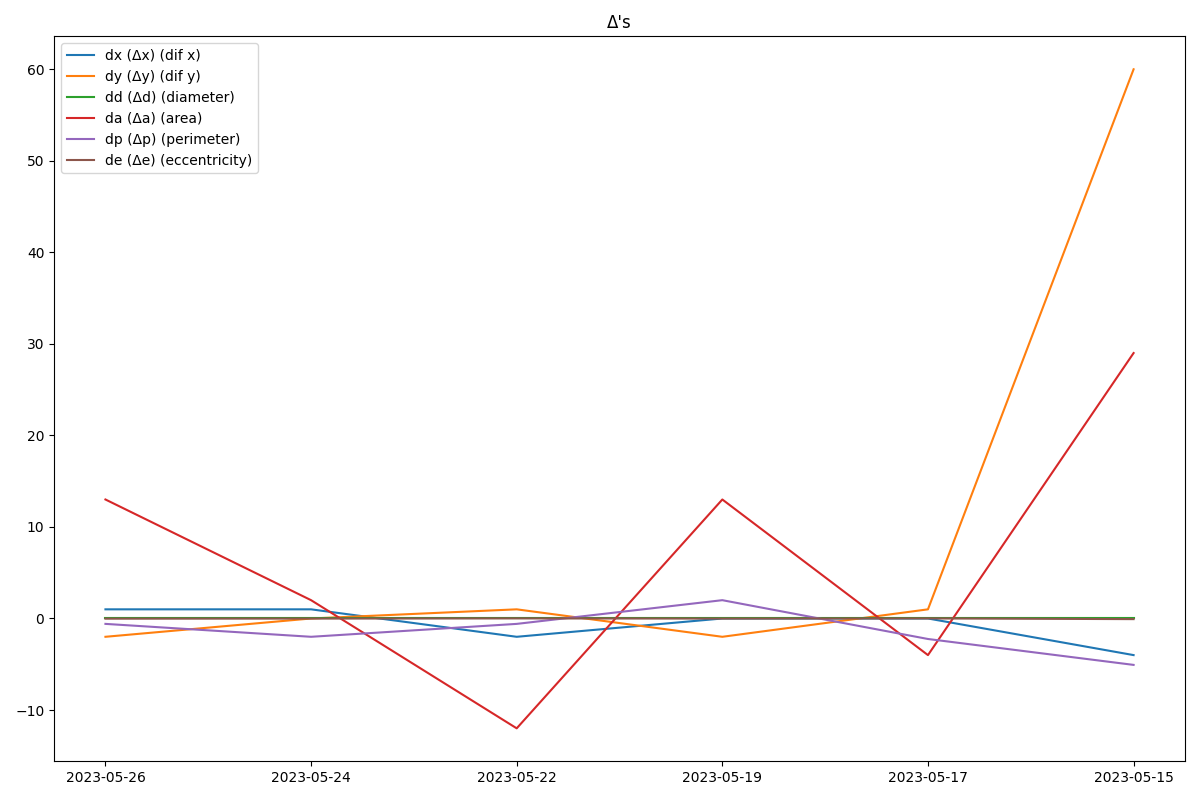 Δ's
dx (Δx) (dif x)
dy (Δy) (dif y)
dd (Δd) (diameter)
da (Δa) (area)
dp (Δp) (perimeter)
de (Δe) (eccentricity)
60
50
40
30
20
10
0
−10
2023-05-26 2023-05-24 2023-05-22 2023-05-19 2023-05-17 2023-05-15